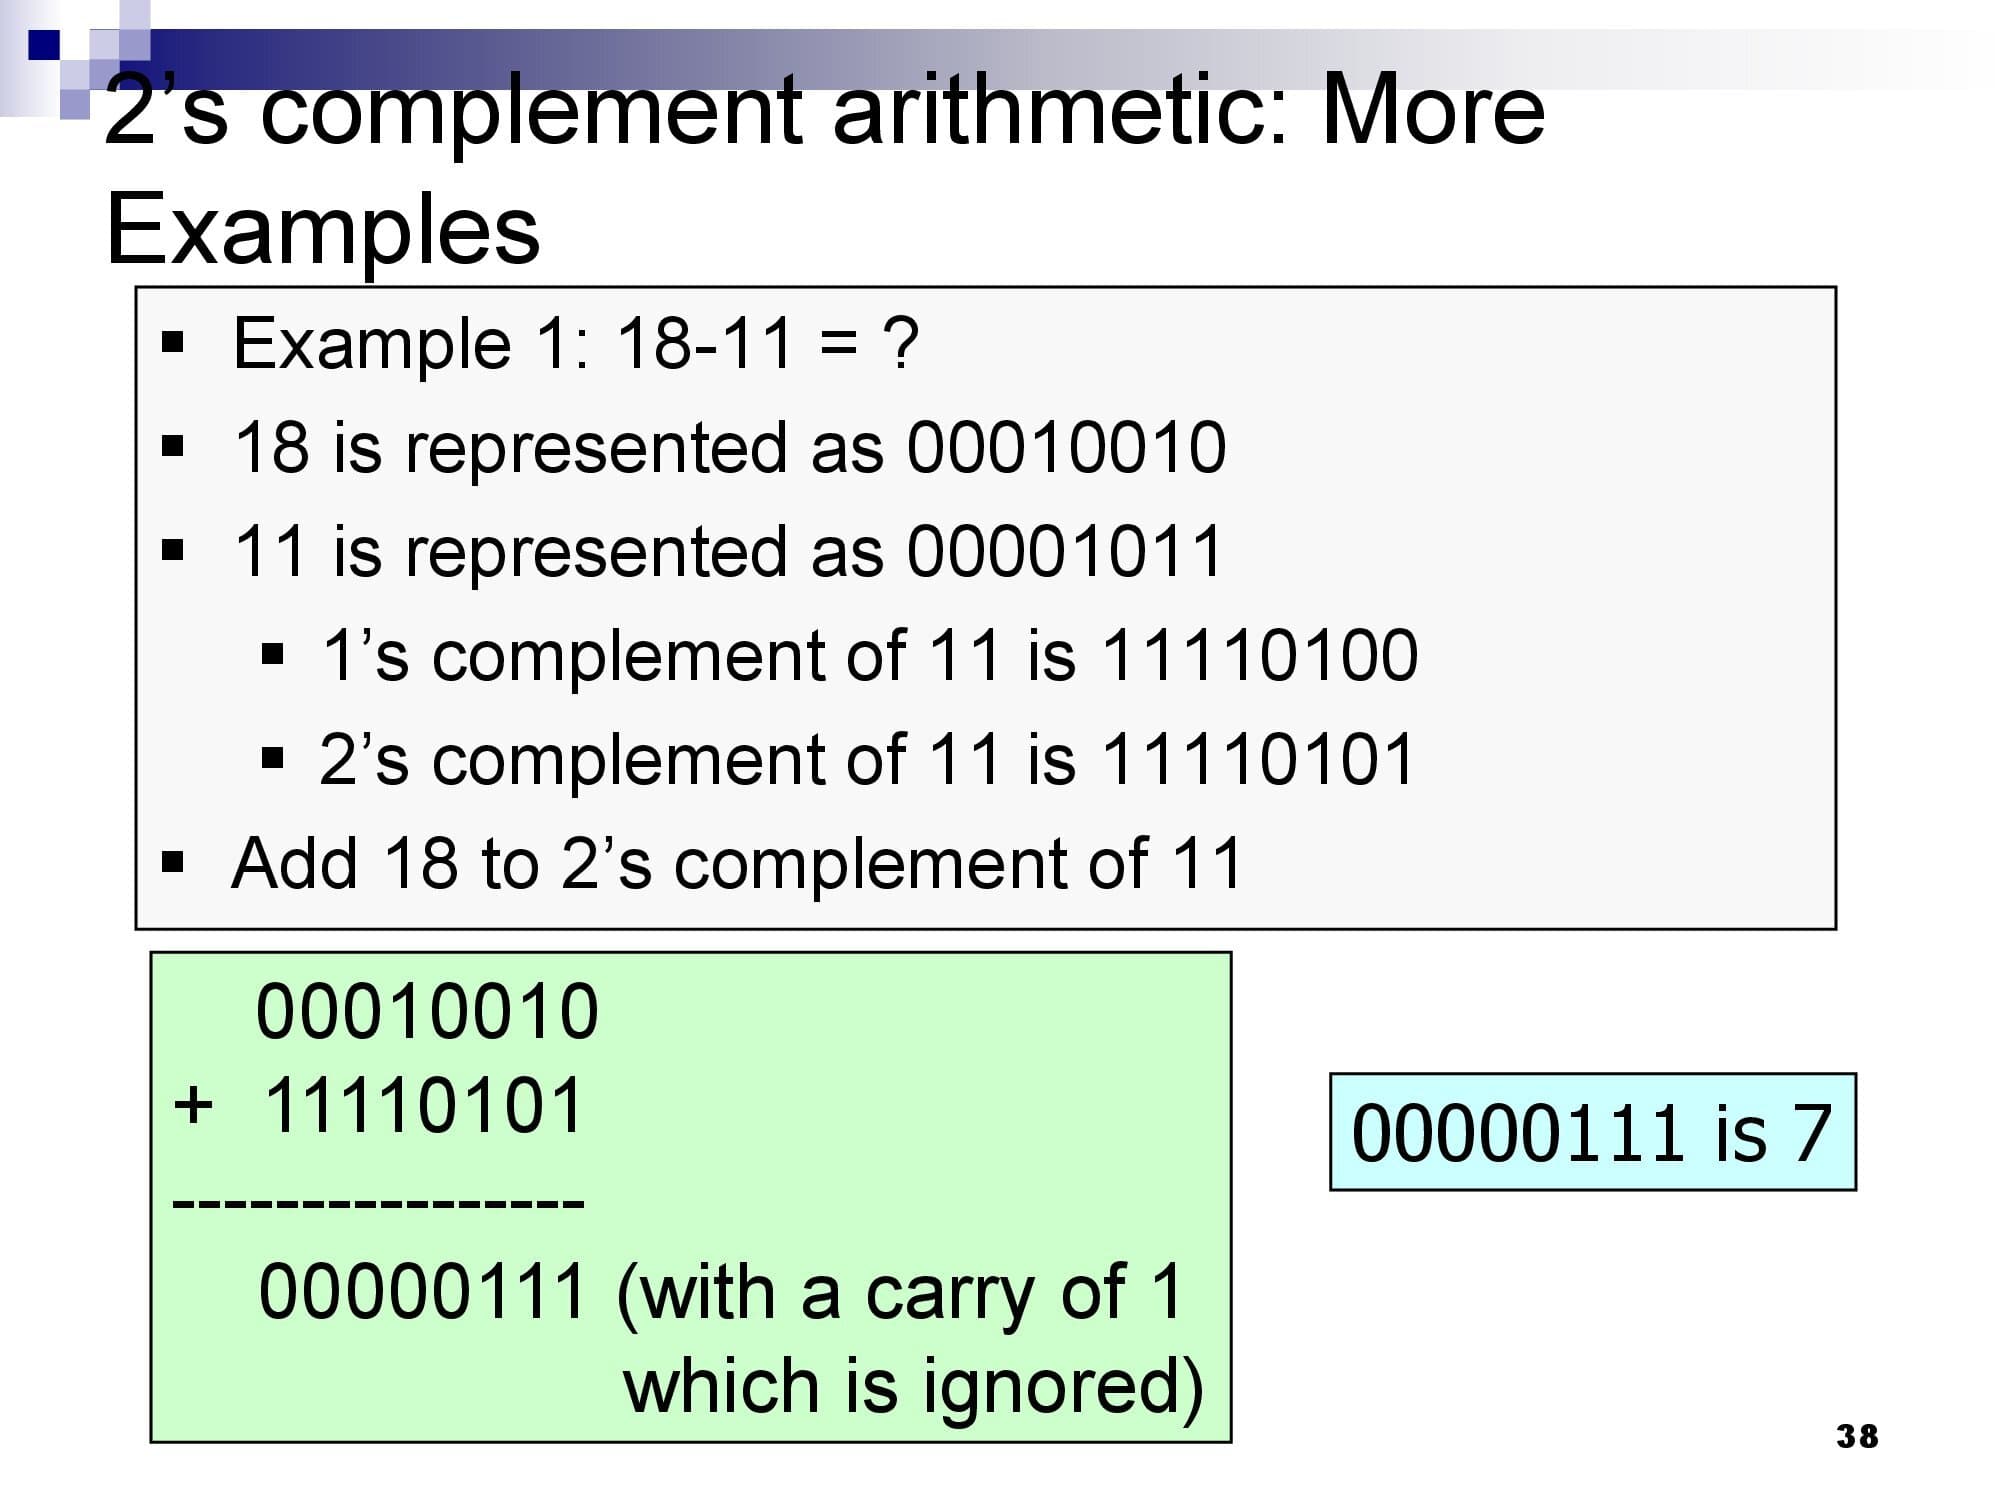 2’s complement arithmetic: More
Examples
▪ Example 1: 18-11 = ?
▪ 18 is represented as 00010010
▪ 11 is represented as 00001011
▪ 1’s complement of 11 is 11110100
▪ 2’s complement of 11 is 11110101
▪ Add 18 to 2’s complement of 11
00010010
+ 11110101
----------------
00000111 (with a carry of 1
which is ignored)
00000111 is 7
38